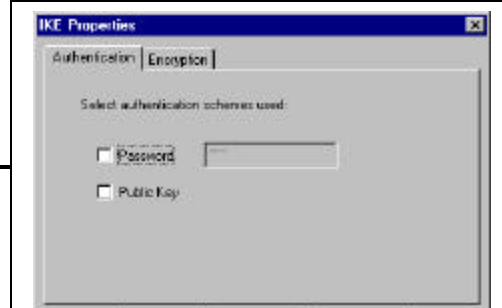 IKE Properties
Authentication Encryption
Select authentication schemes used:
Password
Public Key